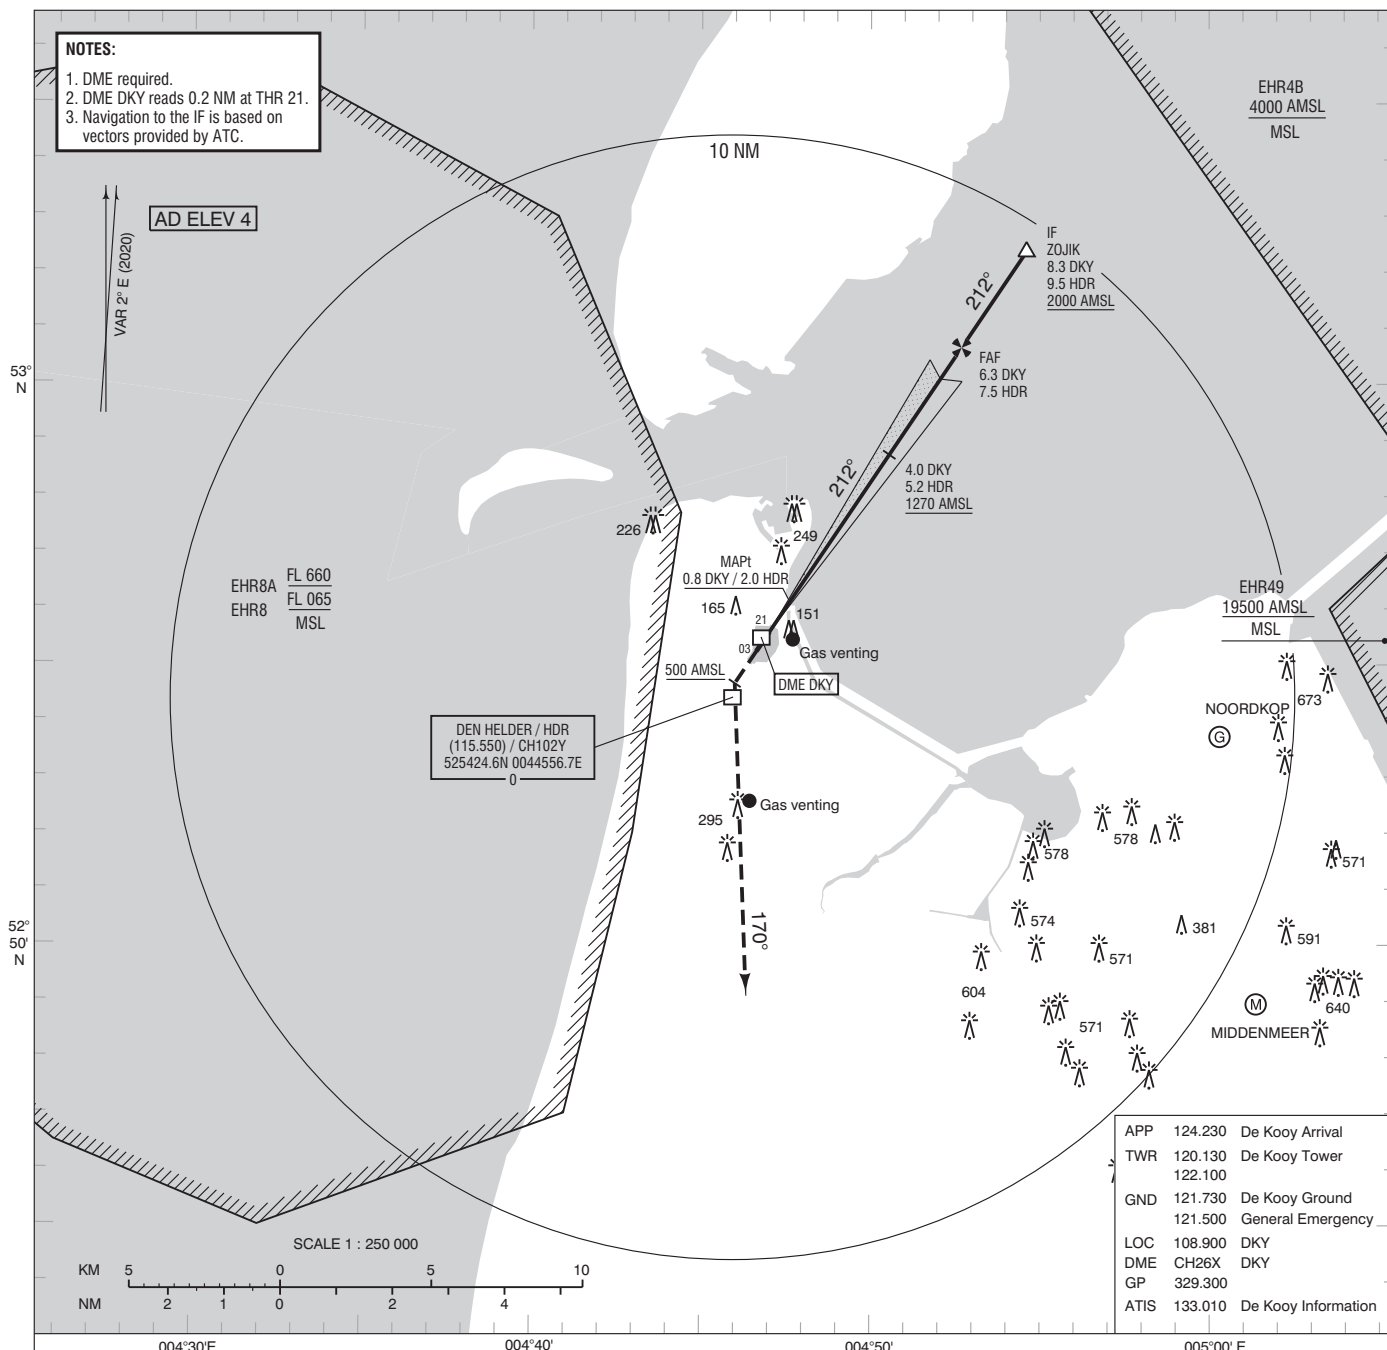 NOTES:
1. DME required.
2. DME DKY reads 0.2 NM at THR 21.
3. Navigation to the IF is based on
vectors provided by ATC.
EHR4B
4000 AMSL
MSL
10 NM
AD ELEV 4
VAR 2° E (2020)
IF
ZOJIK
8.3 DKY
9.5 HDR
2000 AMSL
212°
53°
N
FAF
6.3 DKY
7.5 HDR
212°
4.0 DKY
5.2 HDR
1270 AMSL
226
249
MAPt
0.8 DKY / 2.0 HDR
EHR8A FL 660
EHR8 FL 065
MSL
EHR49
19500 AMSL
MSL
165
151
21
03
Gas venting
500 AMSL
DME DKY
673
NOORDKOP
G
DEN HELDER / HDR
(115.550) / CH102Y
525424.6N 0044556.7E
0
295
Gas venting
578
578
571
52°
50'
N
170°
574
381
591
571
604
571
640
M
MIDDENMEER
APP 124.230 De Kooy Arrival
TWR 120.130 De Kooy Tower
122.100
GND 121.730 De Kooy Ground
121.500 General Emergency
LOC 108.900 DKY
DME CH26X DKY
GP 329.300
ATIS 133.010 De Kooy Information
SCALE 1 : 250 000
KM 5 0 5 10
NM 2 1 0 2 4
004°30'E 004°40' 004°50' 005°00' E